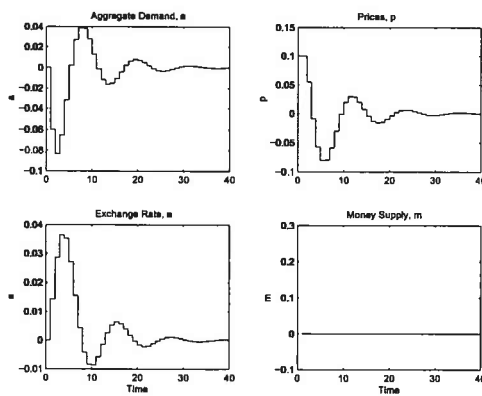 Aggregate Demand, a
0.04
0.02
0
-0.02
-0.04
-0.06
-0.08
-0.1
a
0 10 20 30 40
Prices, p
0.15
0.10
0.05
0
-0.05
-0.1
p
0 10 20 30 40
Exchange Rate, e
0.04
0.03
0.02
0.01
0
-0.01
e
0 10 20 30 40
Time
Money Supply, m
0.3
0.2
0.1
0
-0.1
m
0 10 20 30 40
Time